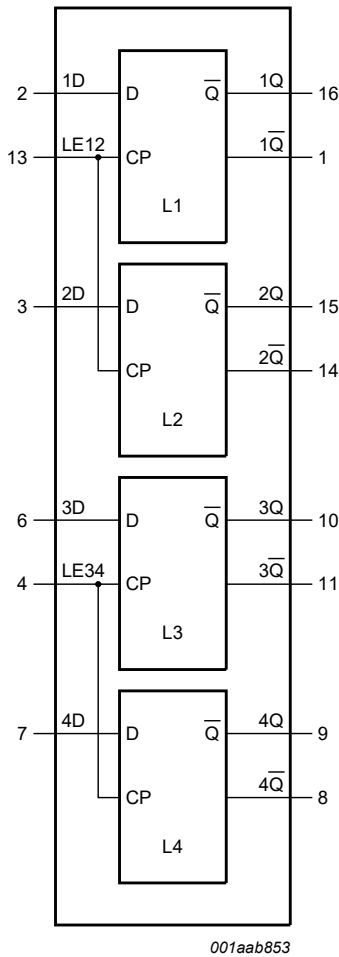 1D 1Q
2 D Q̅ 16
LE12 1Q̅
13 CP 1
L1
2D 2Q
3 D Q̅ 15
2Q̅
CP 14
L2
3D 3Q
6 D Q̅ 10
LE34 3Q̅
4 CP 11
L3
4D 4Q
7 D Q̅ 9
4Q̅
CP 8
L4
001aab853